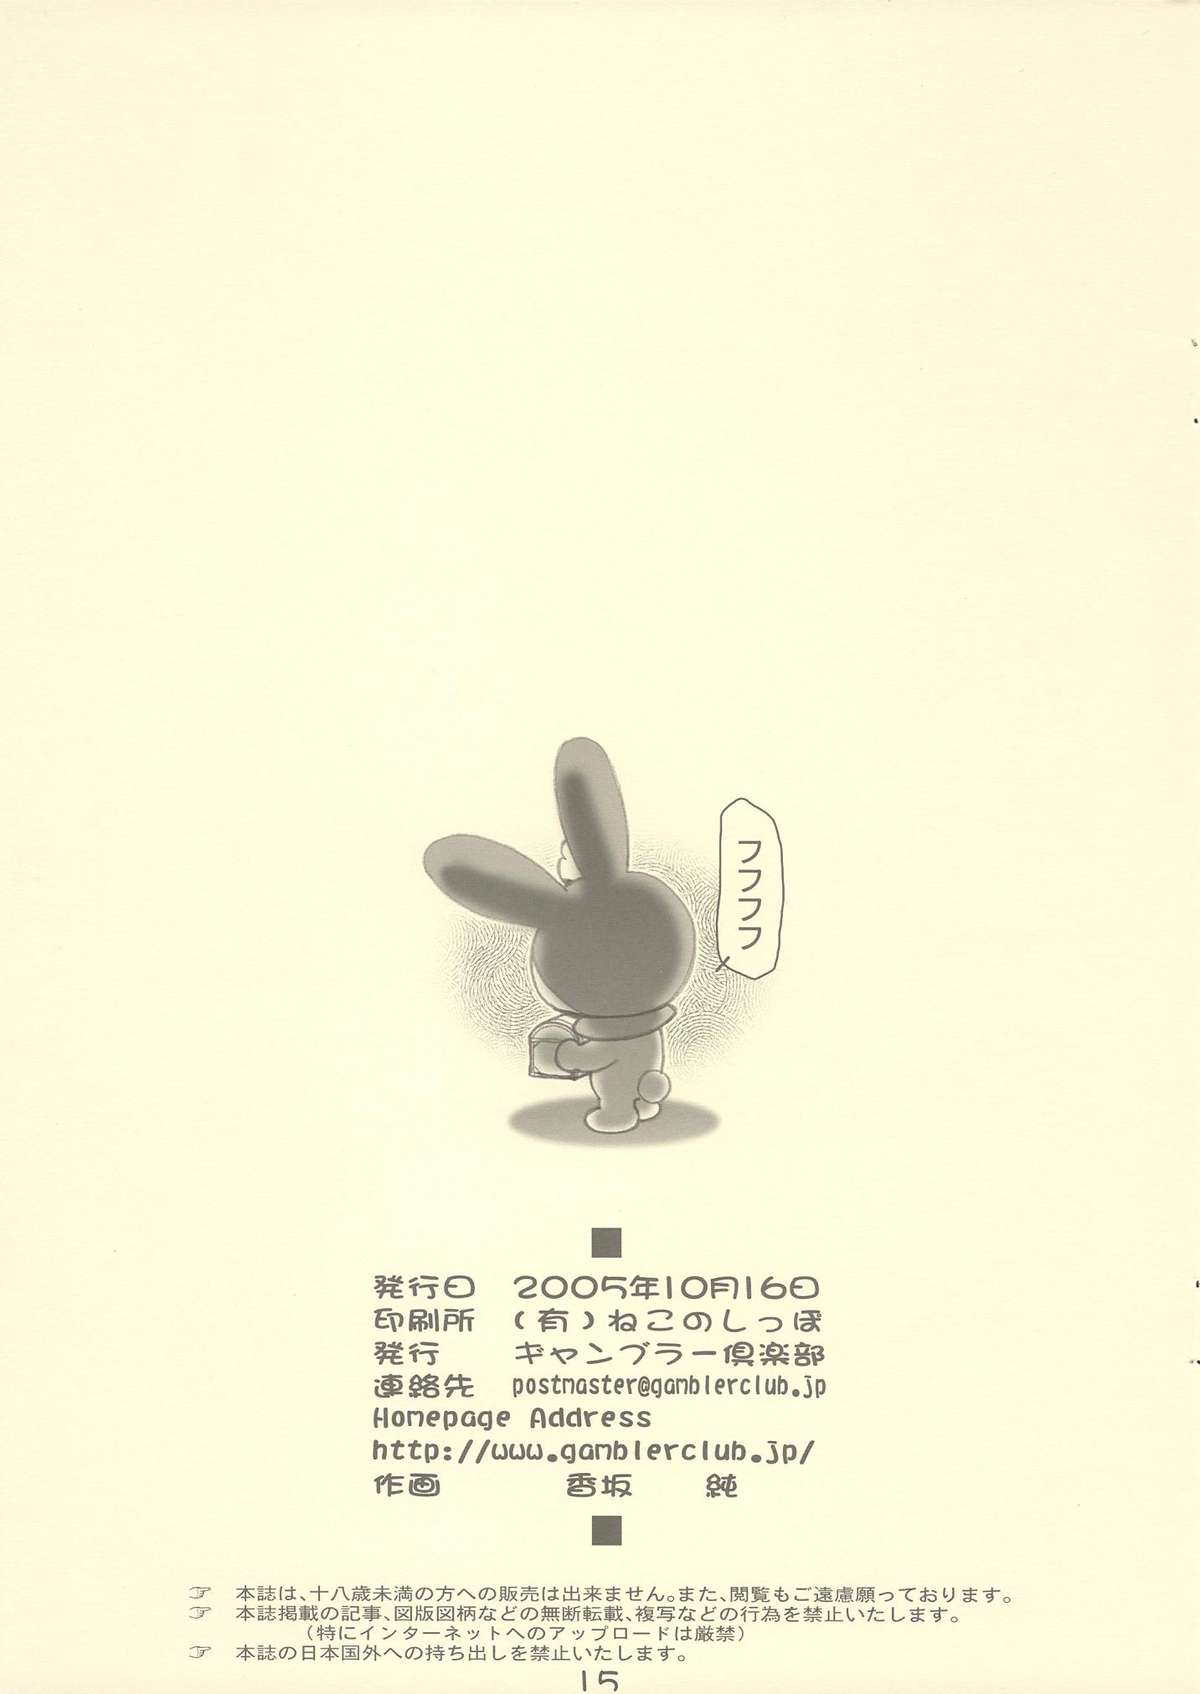 フフフフ
■
発行日 2005年10月16日
印刷所 (有)ねこのしっぽ
発行 ギャンブラー倶楽部
連絡先 postmaster@gamblerclub.jp
Homepage Address
http://www.gamblerclub.jp/
作画 香坂 純
■
☞ 本誌は、十八歳未満の方への販売は出来ません。また、閲覧もご遠慮願っております。
☞ 本誌掲載の記事、図版図柄などの無断転載、複写などの行為を禁止いたします。
(特にインターネットへのアップロードは厳禁)
☞ 本誌の日本国外への持ち出しを禁止いたします。
15